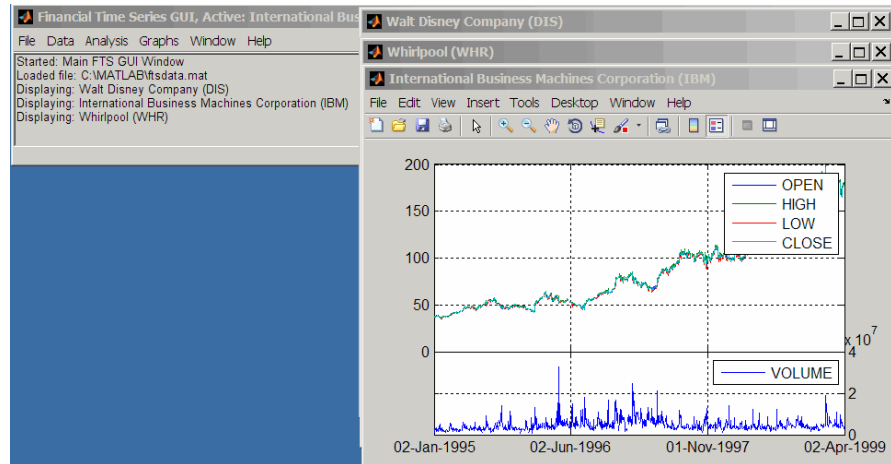 Financial Time Series GUI, Active: International Bus
File Data Analysis Graphs Window Help
Started: Main FTS GUI Window
Loaded file: C:\MATLAB\ftsdata.mat
Displaying: Walt Disney Company (DIS)
Displaying: International Business Machines Corporation (IBM)
Displaying: Whirlpool (WHR)
Walt Disney Company (DIS)
Whirlpool (WHR)
International Business Machines Corporation (IBM)
File Edit View Insert Tools Desktop Window Help
200
150
100
50
0
OPEN
HIGH
LOW
CLOSE
x 10^7
4
2
0
VOLUME
02-Jan-1995 02-Jun-1996 01-Nov-1997 02-Apr-1999